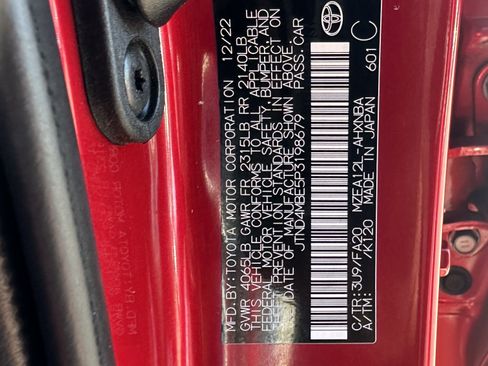 MFD. BY: TOYOTA MOTOR CORPORATION 12/22
GVWR 4065LB GAWR FR 2315LB RR 2140LB
THIS VEHICLE CONFORMS TO ALL APPLICABLE
FEDERAL MOTOR VEHICLE SAFETY, BUMPER, AND
THEFT PREVENTION STANDARDS IN EFFECT ON
THE DATE OF MANUFACTURE SHOWN ABOVE.
JTND4MBE5P3198679 PASS. CAR
C/TR: 3U9/FA20 MZEA12L-AHXNBA
A/TM: /K120 MADE IN JAPAN 601 C